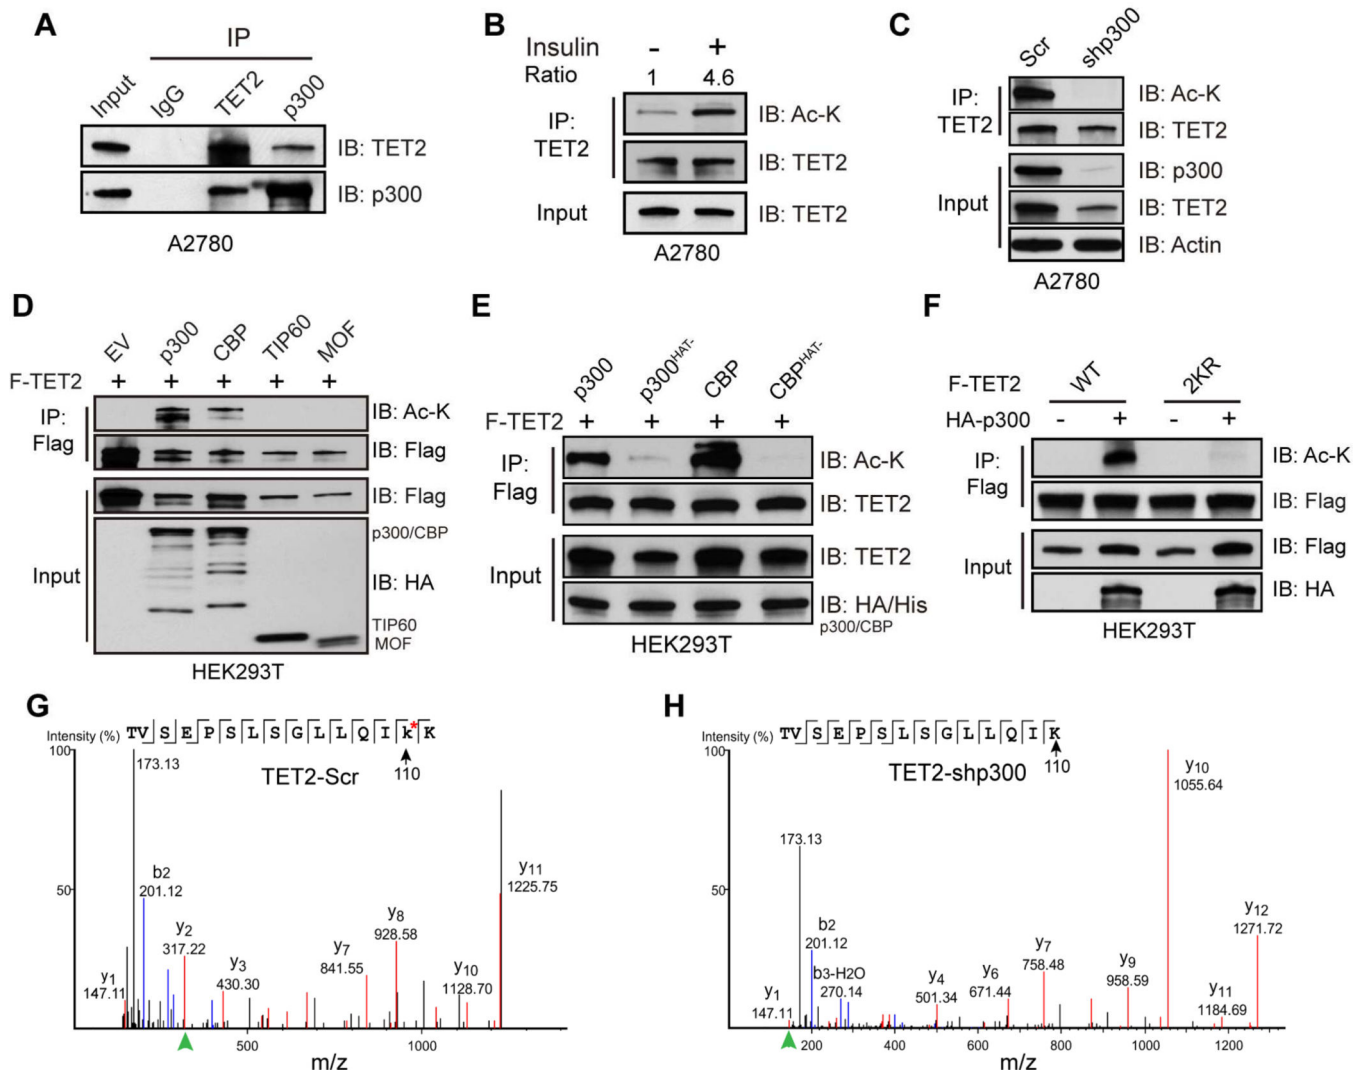 A
IP
Input IgG TET2 p300
IB: TET2
IB: p300
A2780
B
Insulin - +
Ratio 1 4.6
IP: TET2
IB: Ac-K
IB: TET2
Input IB: TET2
A2780
C
Scr shp300
IP: TET2
IB: Ac-K
IB: TET2
Input
IB: p300
IB: TET2
IB: Actin
A2780
D
EV p300 CBP TIP60 MOF
F-TET2 + + + + +
IP: Flag
IB: Ac-K
IB: Flag
Input
IB: Flag
p300/CBP
IB: HA
TIP60
MOF
HEK293T
E
p300 p300HAT- CBP CBPHAT-
F-TET2 + + + +
IP: Flag
IB: Ac-K
IB: TET2
Input
IB: TET2
IB: HA/His
p300/CBP
HEK293T
F
F-TET2 WT 2KR
HA-p300 - + - +
IP: Flag
IB: Ac-K
IB: Flag
Input
IB: Flag
IB: HA
HEK293T
G
Intensity (%)
TVSEPSLSGLLQIk*K
110
TET2-Scr
100
50
173.13
b2
201.12
y1
147.11
y2
317.22
y3
430.30
y7
841.55
y8
928.58
y10
1128.70
y11
1225.75
500 1000
m/z
H
Intensity (%)
TVSEPSLSGLLQIK
110
TET2-shp300
100
50
173.13
b2
201.12
b3-H2O
270.14
y1
147.11
y4
501.34
y6
671.44
y7
758.48
y9
958.59
y10
1055.64
y11
1184.69
y12
1271.72
200 400 600 800 1000 1200
m/z